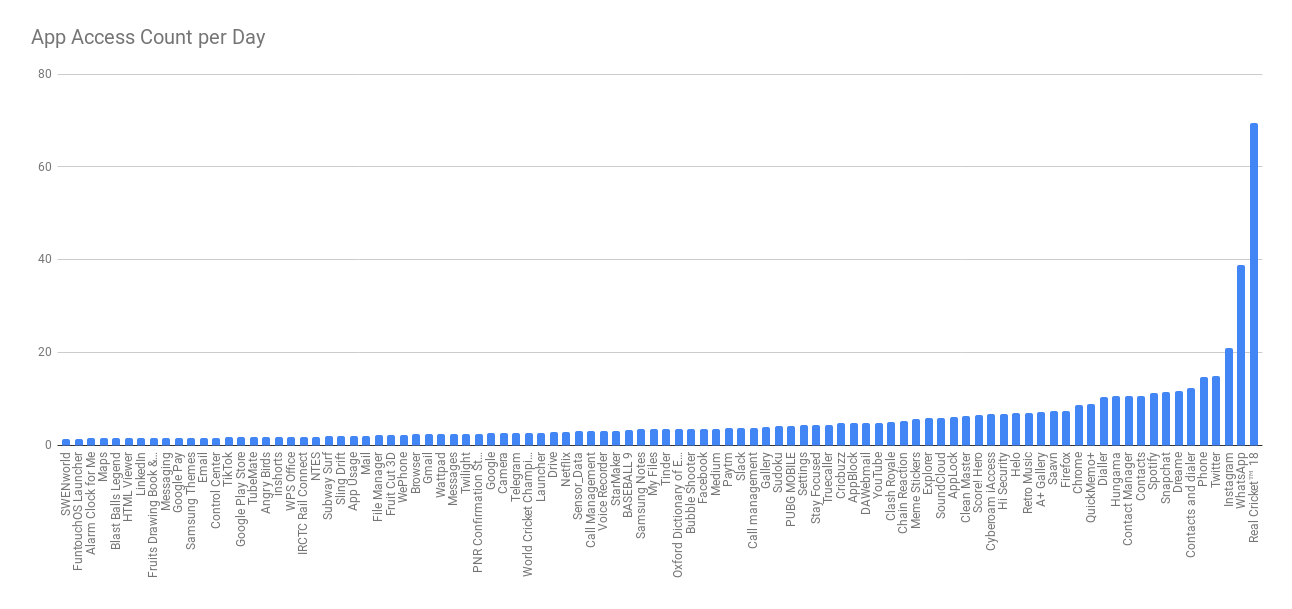 App Access Count per Day
80
60
40
20
0
SWENworld
FuntouchOS Launcher
Alarm Clock for Me
Maps
Blast Balls Legend
HTML Viewer
LinkedIn
Fruits Drawing Book &...
Messaging
Google Pay
Samsung Themes
Email
Control Center
TikTok
Google Play Store
TubeMate
Angry Birds
Inshorts
WPS Office
IRCTC Rail Connect
NTES
Subway Surf
Sling Drift
App Usage
Mail
File Manager
Fruit Cut 3D
WePhone
Browser
Gmail
Wattpad
Messages
Twilight
PNR Confirmation St...
Google
Camera
Telegram
World Cricket Champi...
Launcher
Drive
Netflix
Sensor_Data
Call Management
Voice Recorder
StarMaker
BASEBALL 9
Samsung Notes
My Files
Tinder
Oxford Dictionary of E...
Bubble Shooter
Facebook
Medium
Paytm
Slack
Call management
Gallery
Sudoku
PUBG MOBILE
Settings
Stay Focused
Truecaller
Cricbuzz
AppBlock
DAWebmail
YouTube
Clash Royale
Chain Reaction
Meme Stickers
Explorer
SoundCloud
AppLock
Clean Master
Score! Hero
Cyberoam iAccess
Hi Security
Helo
Retro Music
A+ Gallery
Saavn
Firefox
Chrome
QuickMemo+
Dialer
Hungama
Contact Manager
Contacts
Spotify
Snapchat
Dreame
Contacts and dialer
Phone
Twitter
Instagram
WhatsApp
Real Cricket™ 18